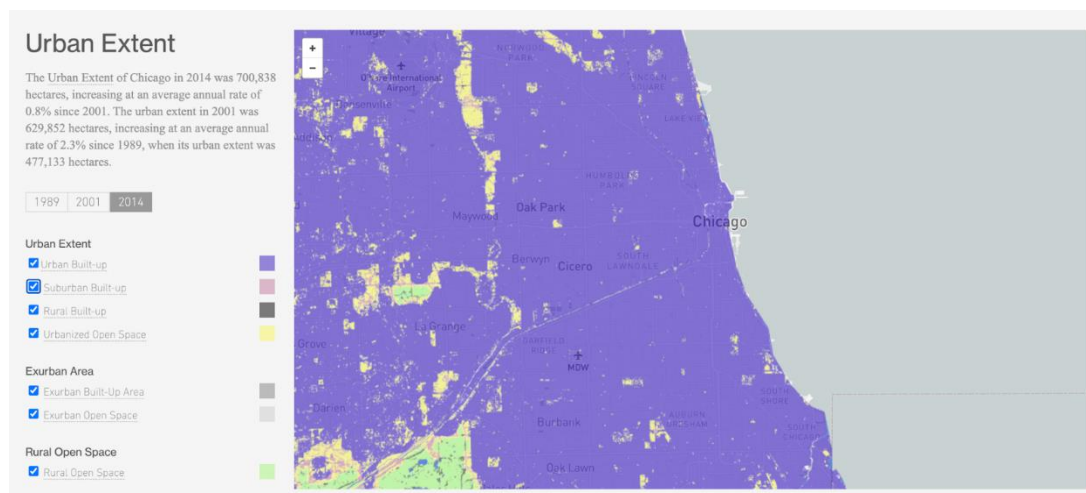 Urban Extent
The Urban Extent of Chicago in 2014 was 700,838
hectares, increasing at an average annual rate of
0.8% since 2001. The urban extent in 2001 was
629,852 hectares, increasing at an average annual
rate of 2.3% since 1989, when its urban extent was
477,133 hectares.
1989 2001 2014
Urban Extent
Urban Built-up
Suburban Built-up
Rural Built-up
Urbanized Open Space
Exurban Area
Exurban Built-Up Area
Exurban Open Space
Rural Open Space
Rural Open Space
+
−
Village
NORWOOD
PARK
O'Hare International
Airport
Bensenville
Addison
LINCOLN
SQUARE
LAKE VIEW
HUMBOLDT
PARK
Oak Park
Maywood
Chicago
Berwyn
Cicero
SOUTH
LAWNDALE
La Grange
GARFIELD
RIDGE
MDW
Grove
Darien
SOUTH
SHORE
Burbank
AUBURN
GRESHAM
SOUTH
CHICAGO
Oak Lawn